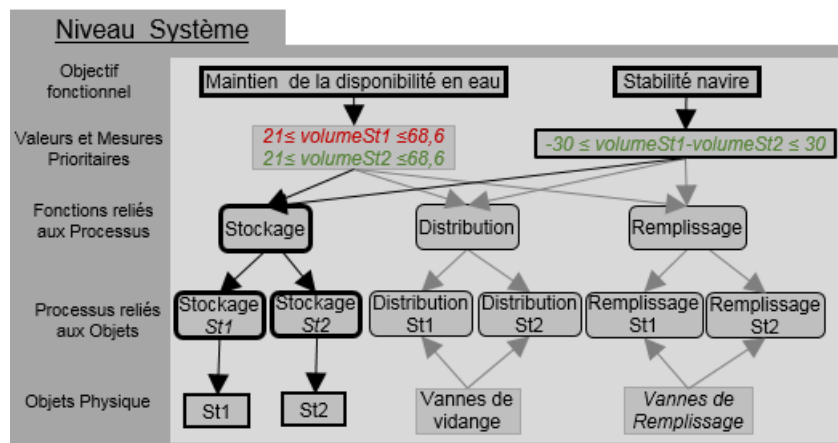 Niveau Système
Objectif
fonctionnel
Maintien de la disponibilité en eau
Stabilité navire
Valeurs et Mesures
Prioritaires
21≤ volumeSt1 ≤68,6
21≤ volumeSt2 ≤68,6
-30 ≤ volumeSt1-volumeSt2 ≤ 30
Fonctions reliés
aux Processus
Stockage
Distribution
Remplissage
Processus reliés
aux Objets
Stockage
St1
Stockage
St2
Distribution
St1
Distribution
St2
Remplissage
St1
Remplissage
St2
Objets Physique
St1
St2
Vannes de
vidange
Vannes de
Remplissage